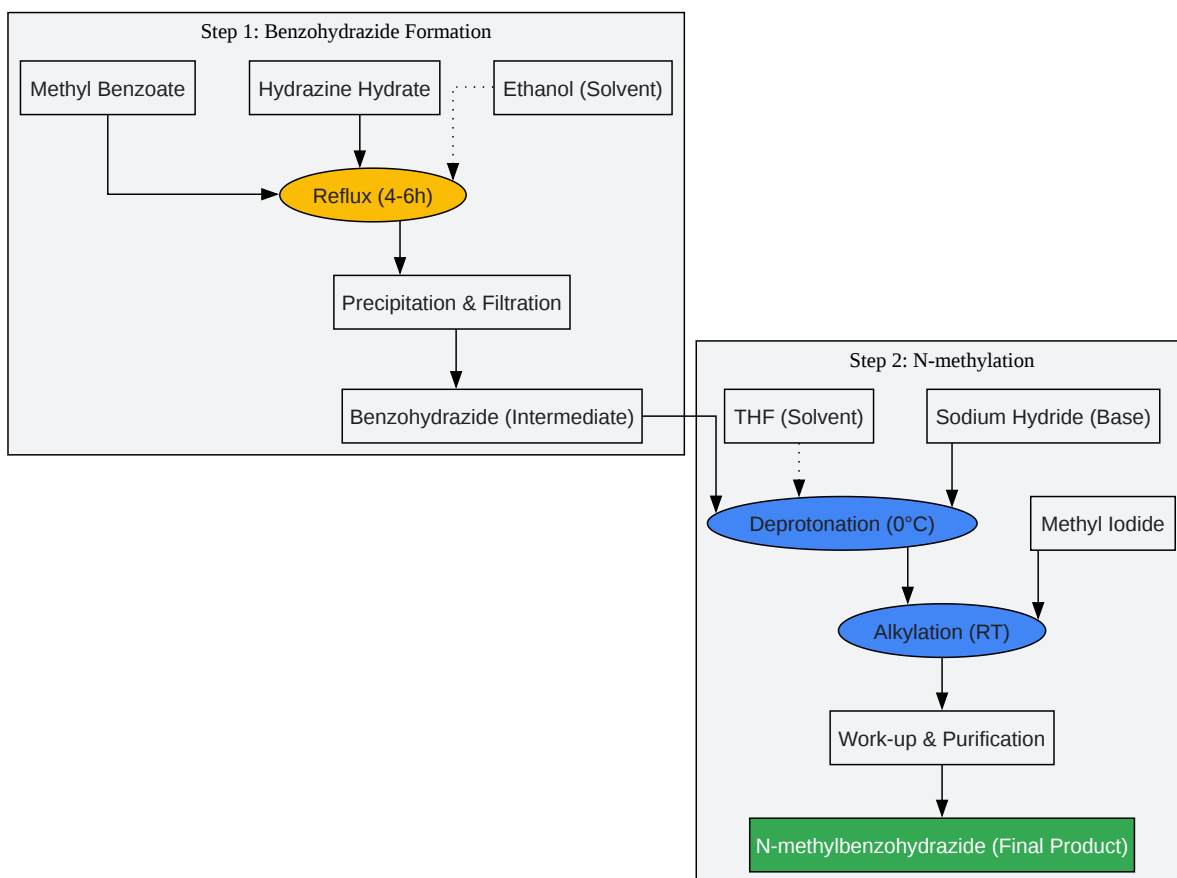 Step 1: Benzohydrazide Formation
Methyl Benzoate
Hydrazine Hydrate
Ethanol (Solvent)
Reflux (4-6h)
Precipitation & Filtration
Benzohydrazide (Intermediate)
Step 2: N-methylation
THF (Solvent)
Sodium Hydride (Base)
Deprotonation (0°C)
Methyl Iodide
Alkylation (RT)
Work-up & Purification
N-methylbenzohydrazide (Final Product)